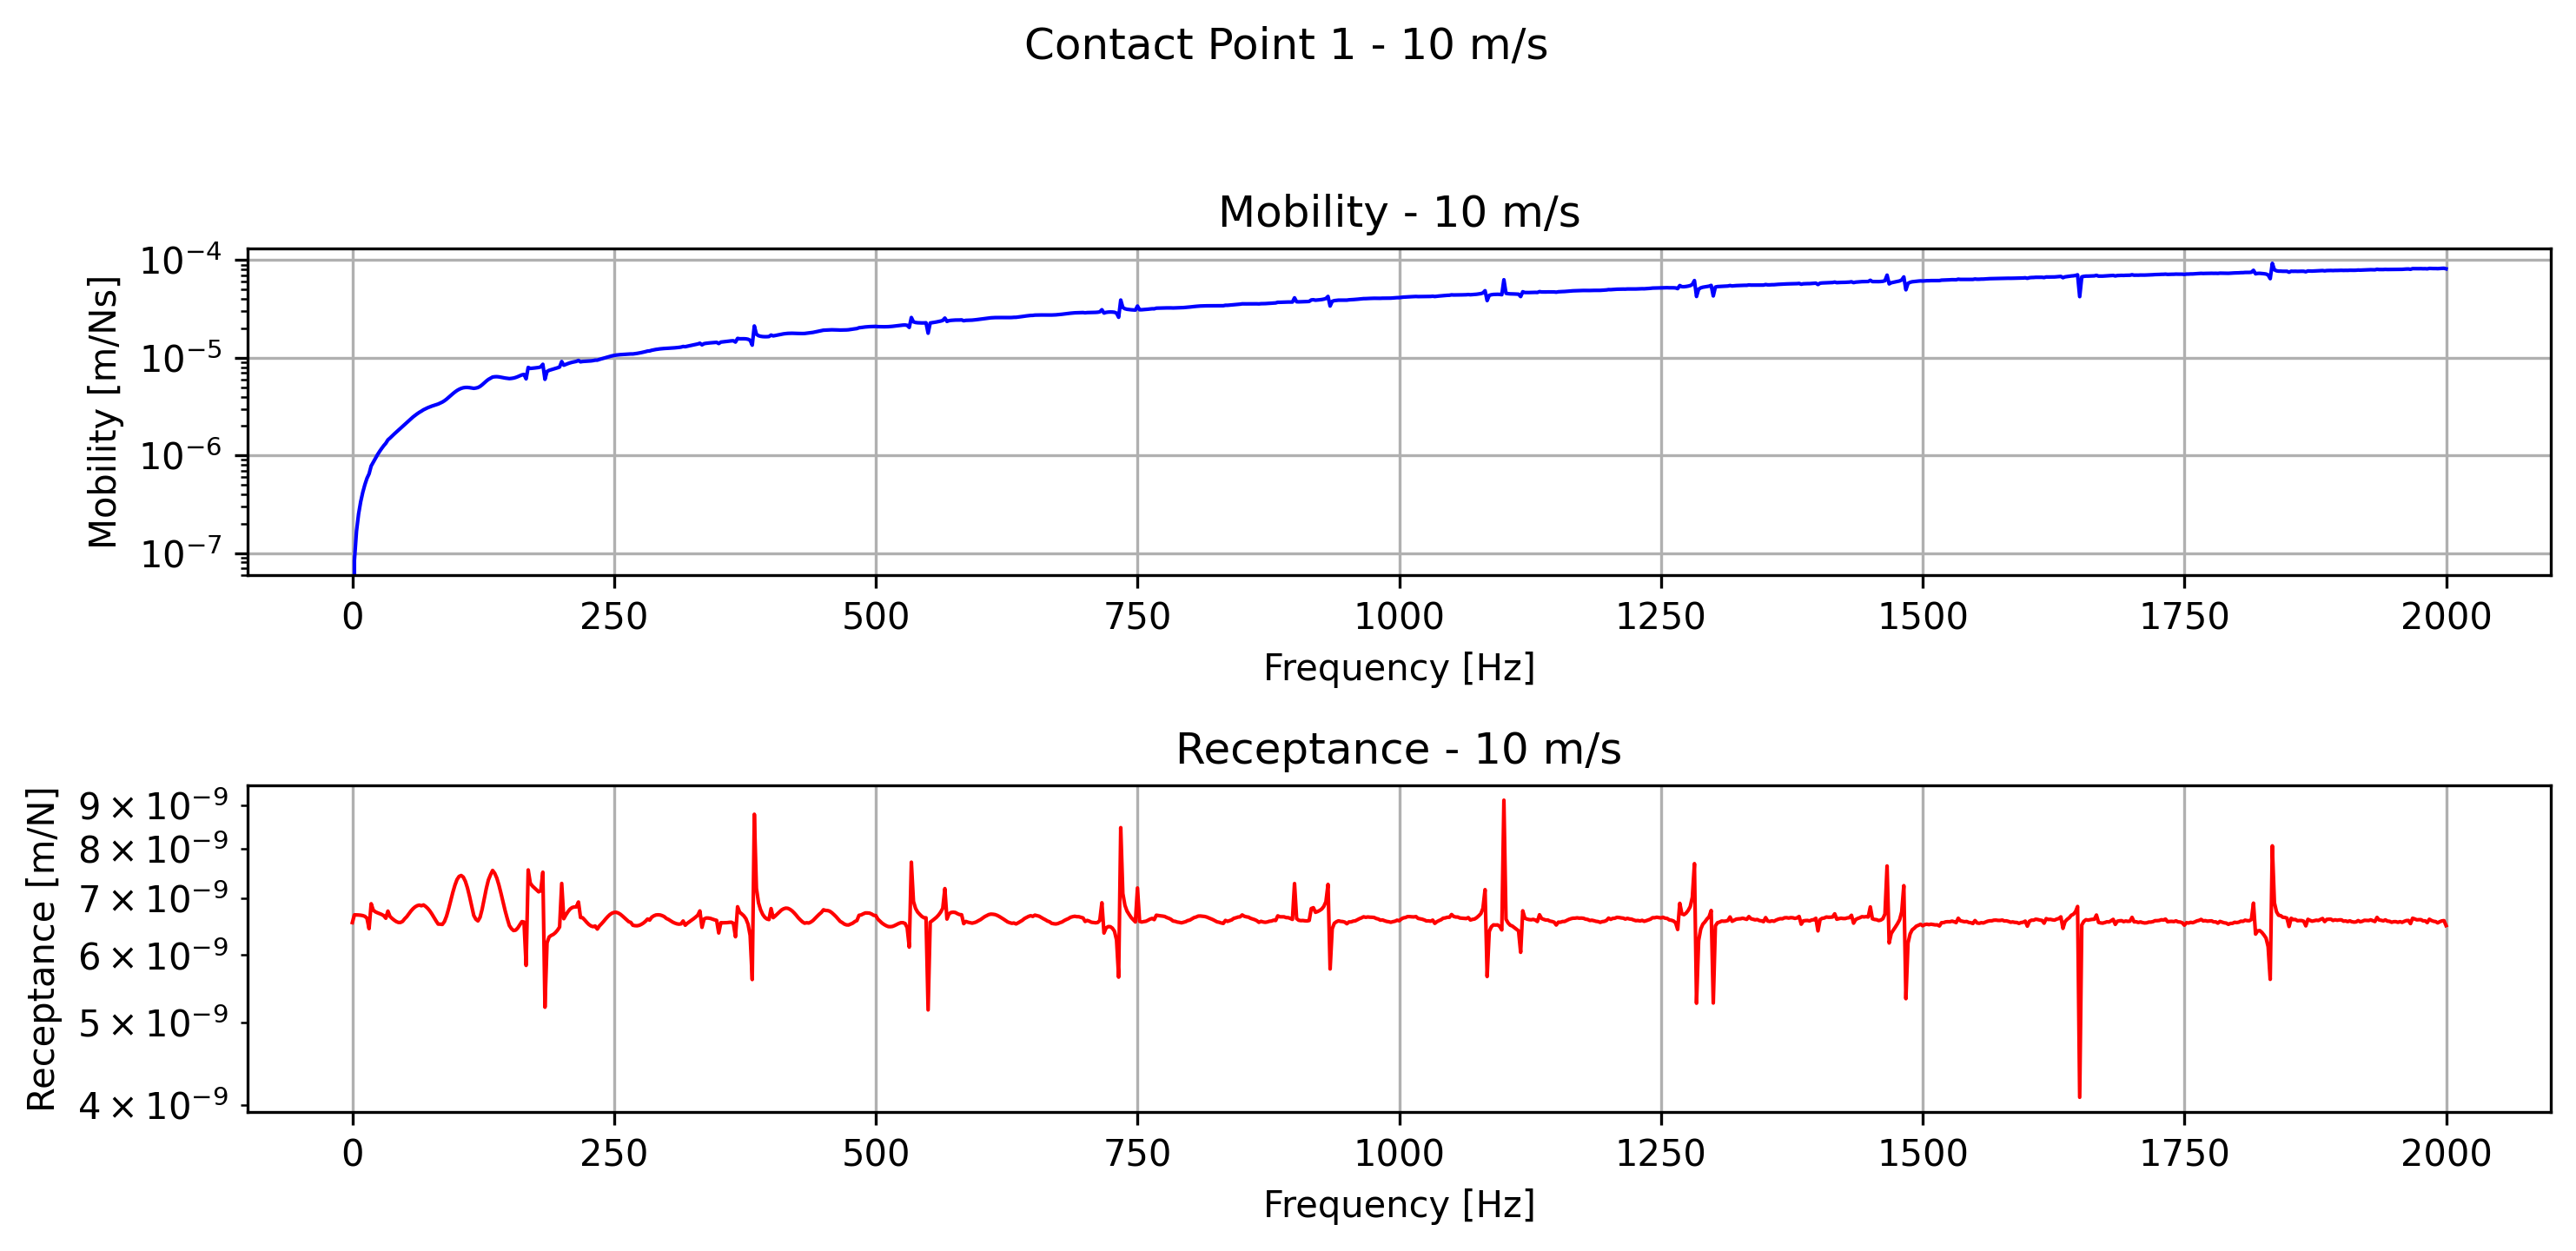 Contact Point 1 - 10 m/s
Mobility - 10 m/s
Mobility [m/Ns]
10⁻⁴
10⁻⁵
10⁻⁶
10⁻⁷
0 250 500 750 1000 1250 1500 1750 2000
Frequency [Hz]
Receptance - 10 m/s
Receptance [m/N]
9 × 10⁻⁹
8 × 10⁻⁹
7 × 10⁻⁹
6 × 10⁻⁹
5 × 10⁻⁹
4 × 10⁻⁹
0 250 500 750 1000 1250 1500 1750 2000
Frequency [Hz]